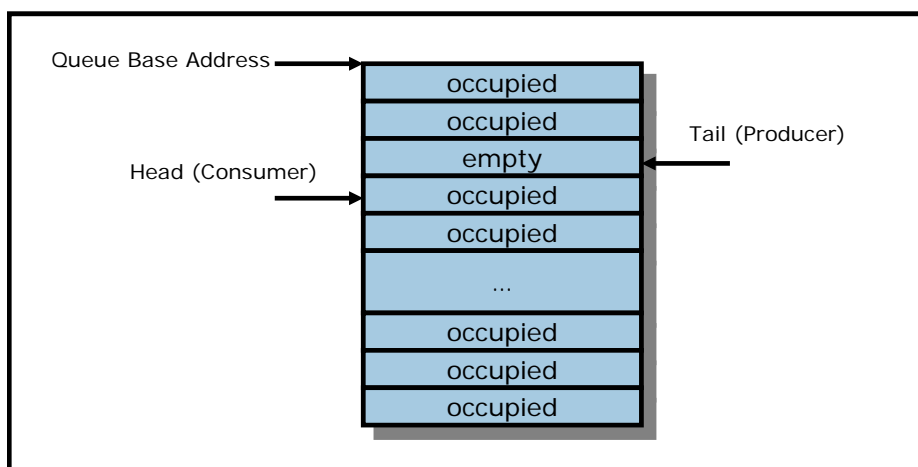 Queue Base Address
occupied
occupied
Tail (Producer)
empty
Head (Consumer)
occupied
occupied
...
occupied
occupied
occupied